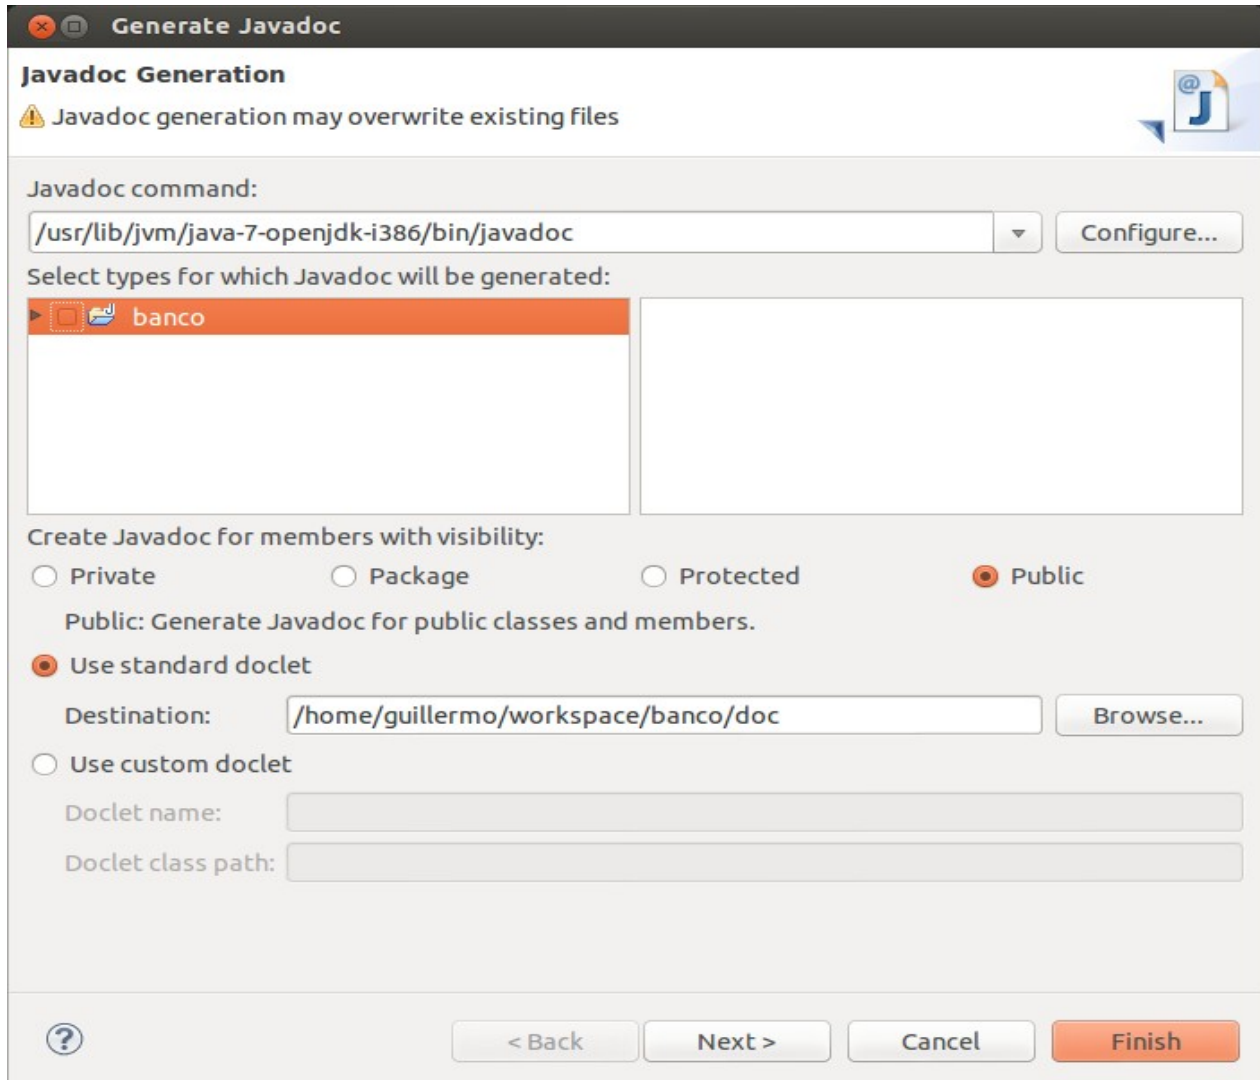 Generate Javadoc
Javadoc Generation
Javadoc generation may overwrite existing files
@J
Javadoc command:
/usr/lib/jvm/java-7-openjdk-i386/bin/javadoc
Configure...
Select types for which Javadoc will be generated:
banco
Create Javadoc for members with visibility:
Private Package Protected Public
Public: Generate Javadoc for public classes and members.
Use standard doclet
Destination: /home/guillermo/workspace/banco/doc Browse...
Use custom doclet
Doclet name:
Doclet class path:
? < Back Next > Cancel Finish